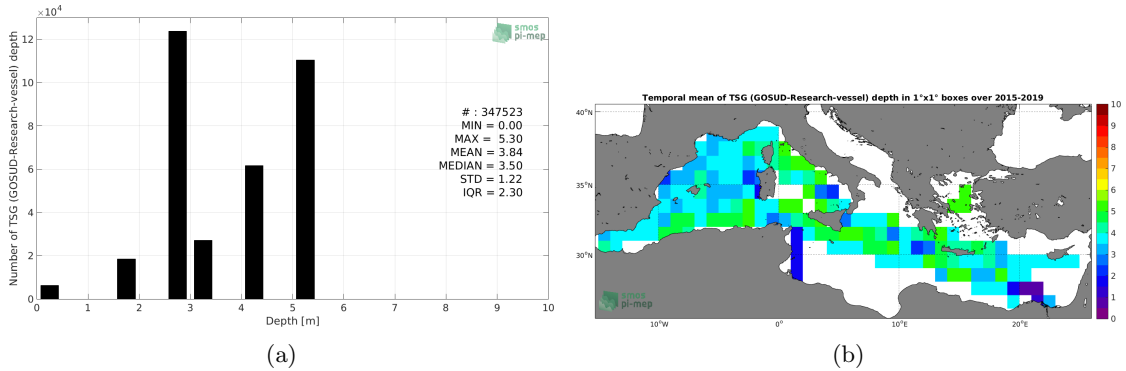 ×10⁴
12
10
8
6
4
2
0
Number of TSG (GOSUD-Research-vessel) depth
smos
pi-mep
# : 347523
MIN = 0.00
MAX = 5.30
MEAN = 3.84
MEDIAN = 3.50
STD = 1.22
IQR = 2.30
0 1 2 3 4 5 6 7 8 9 10
Depth [m]
(a)
Temporal mean of TSG (GOSUD-Research-vessel) depth in 1°x1° boxes over 2015-2019
40°N
35°N
30°N
10°W 0° 10°E 20°E
smos
pi-mep
10
9
8
7
6
5
4
3
2
1
0
(b)